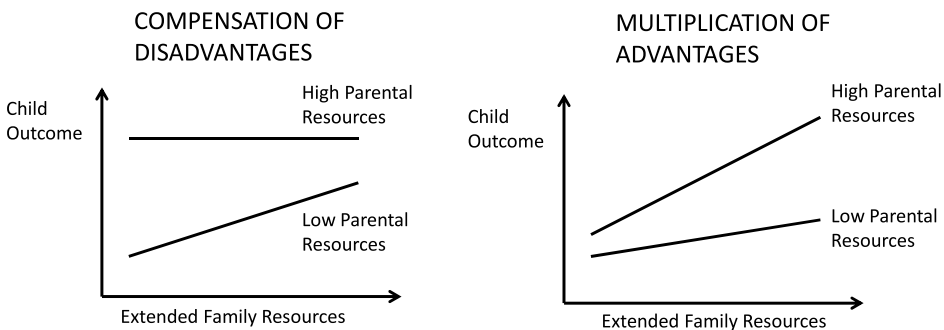 COMPENSATION OF
DISADVANTAGES
High Parental
Resources
Child
Outcome
Low Parental
Resources
Extended Family Resources
MULTIPLICATION OF
ADVANTAGES
High Parental
Resources
Child
Outcome
Low Parental
Resources
Extended Family Resources